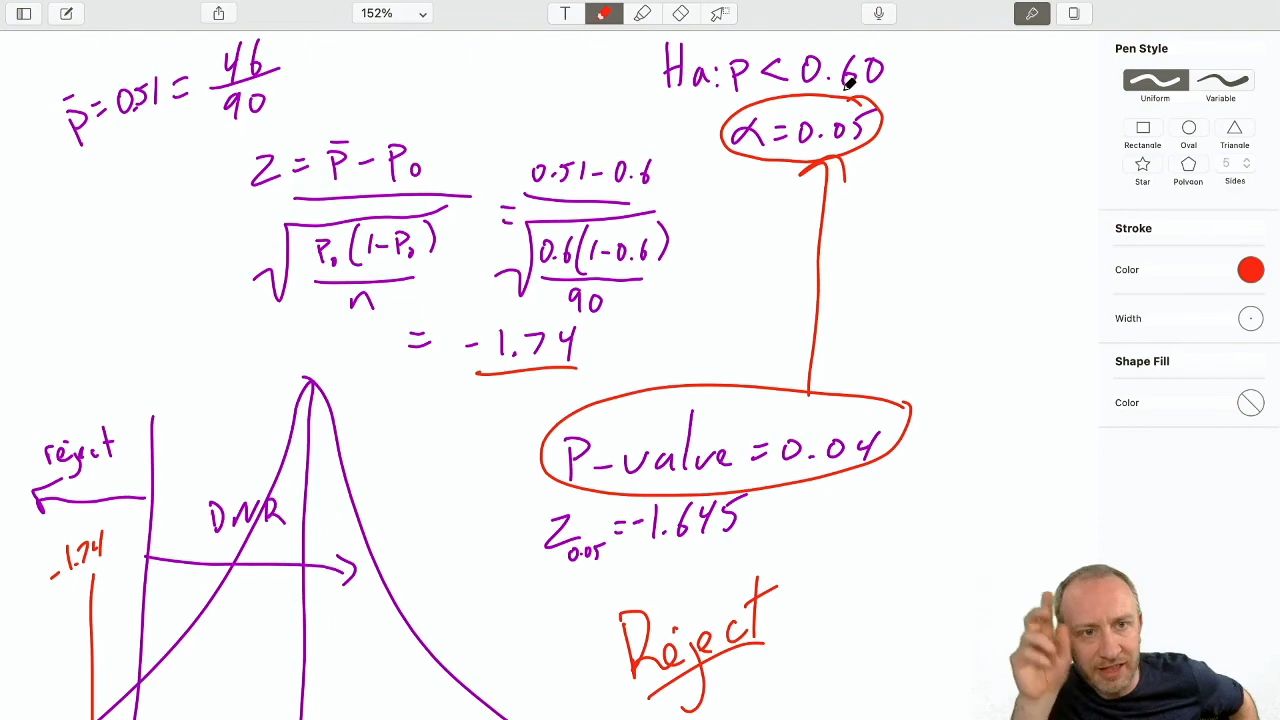 152%
T
p̄ = 0.51 = 46/90
Ha: p < 0.60
α = 0.05
Z = (p̄ - P₀) / √(P₀(1-P₀)/n) = (0.51 - 0.6) / √(0.6(1-0.6)/90)
= -1.74
reject
DNR
-1.74
P-value = 0.04
Z₀.₀₅ = -1.645
Reject
Pen Style
Uniform Variable
Rectangle Oval Triangle
Star Polygon 5 Sides
Stroke
Color
Width
Shape Fill
Color